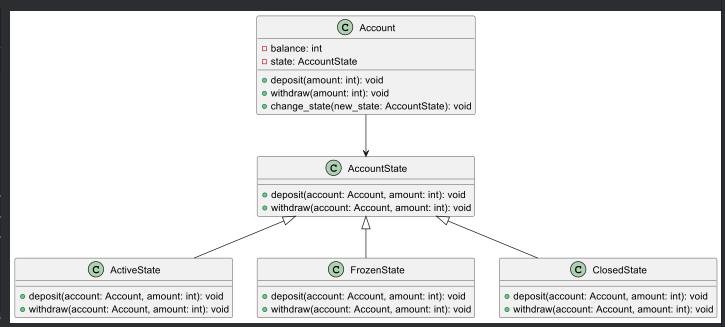 C Account
balance: int
state: AccountState
deposit(amount: int): void
withdraw(amount: int): void
change_state(new_state: AccountState): void
C AccountState
deposit(account: Account, amount: int): void
withdraw(account: Account, amount: int): void
C ActiveState
deposit(account: Account, amount: int): void
withdraw(account: Account, amount: int): void
C FrozenState
deposit(account: Account, amount: int): void
withdraw(account: Account, amount: int): void
C ClosedState
deposit(account: Account, amount: int): void
withdraw(account: Account, amount: int): void